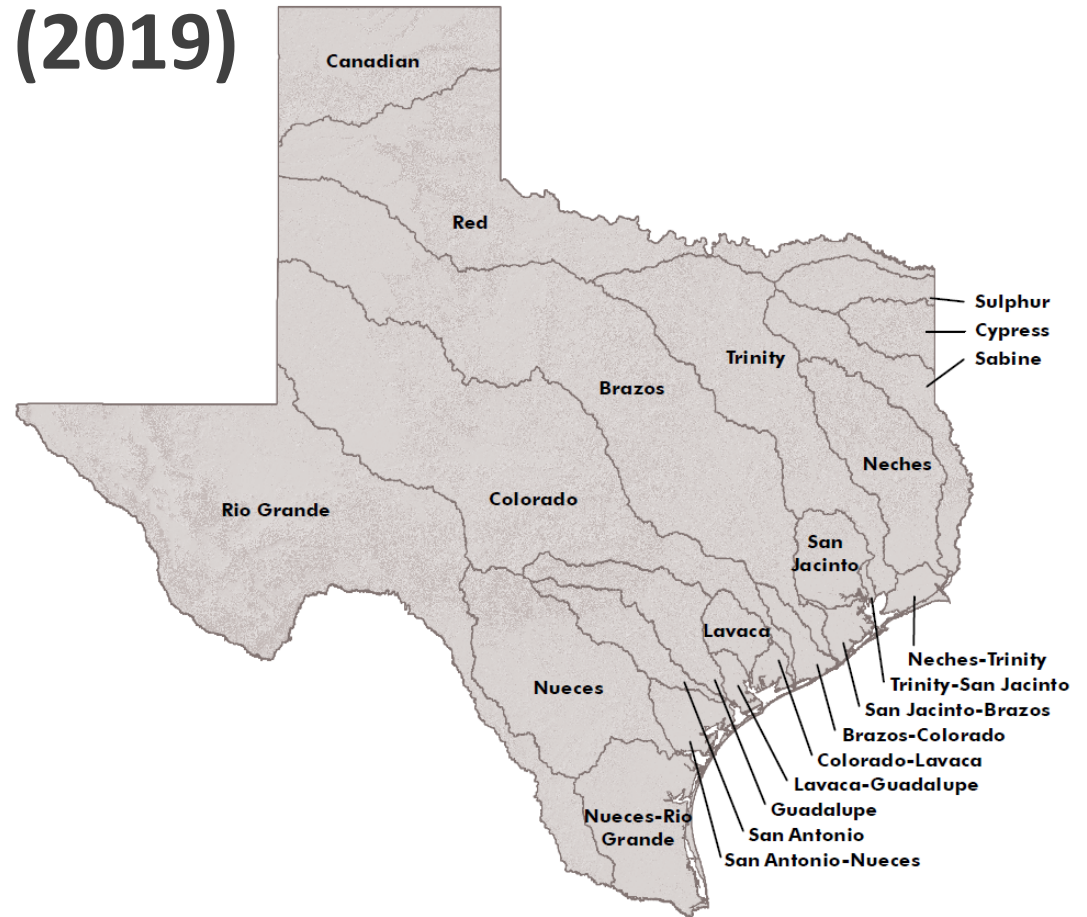 (2019)
Canadian
Red
Sulphur
Cypress
Sabine
Trinity
Brazos
Neches
Colorado
Rio Grande
San
Jacinto
Lavaca
Nueces
Neches-Trinity
Trinity-San Jacinto
San Jacinto-Brazos
Brazos-Colorado
Colorado-Lavaca
Lavaca-Guadalupe
Guadalupe
Nueces-Rio
Grande
San Antonio
San Antonio-Nueces